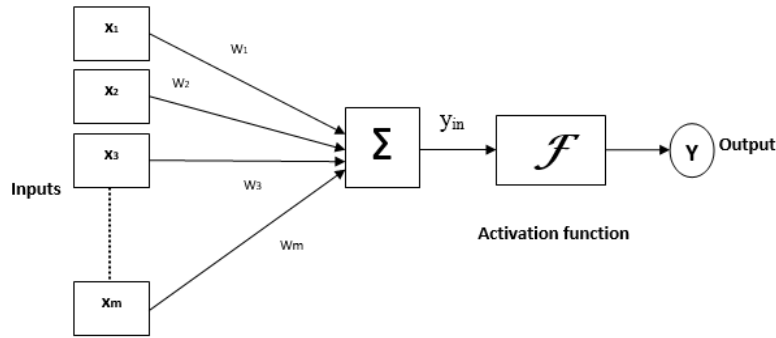 x₁
W₁
x₂
W₂
x₃
W₃
Inputs
xₘ
Wₘ
Σ
yᵢₙ
ℱ
Activation function
Y
Output